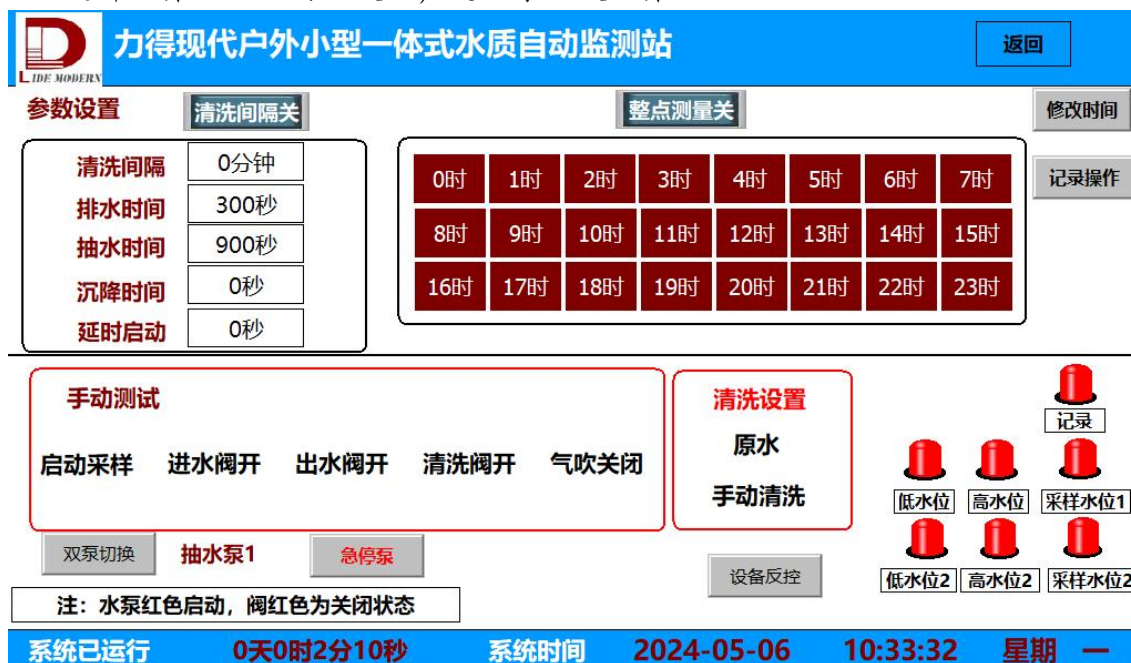 LIDE MODERN
力得现代户外小型一体式水质自动监测站
返回
参数设置
清洗间隔关
整点测量关
修改时间
记录操作
清洗间隔 0分钟
排水时间 300秒
抽水时间 900秒
沉降时间 0秒
延时启动 0秒
0时 1时 2时 3时 4时 5时 6时 7时
8时 9时 10时 11时 12时 13时 14时 15时
16时 17时 18时 19时 20时 21时 22时 23时
手动测试
启动采样 进水阀开 出水阀开 清洗阀开 气吹关闭
清洗设置
原水
手动清洗
记录
低水位 高水位 采样水位1
低水位2 高水位2 采样水位2
双泵切换 抽水泵1 急停泵
设备反控
注：水泵红色启动，阀红色为关闭状态
系统已运行 0天0时2分10秒 系统时间 2024-05-06 10:33:32 星期 一